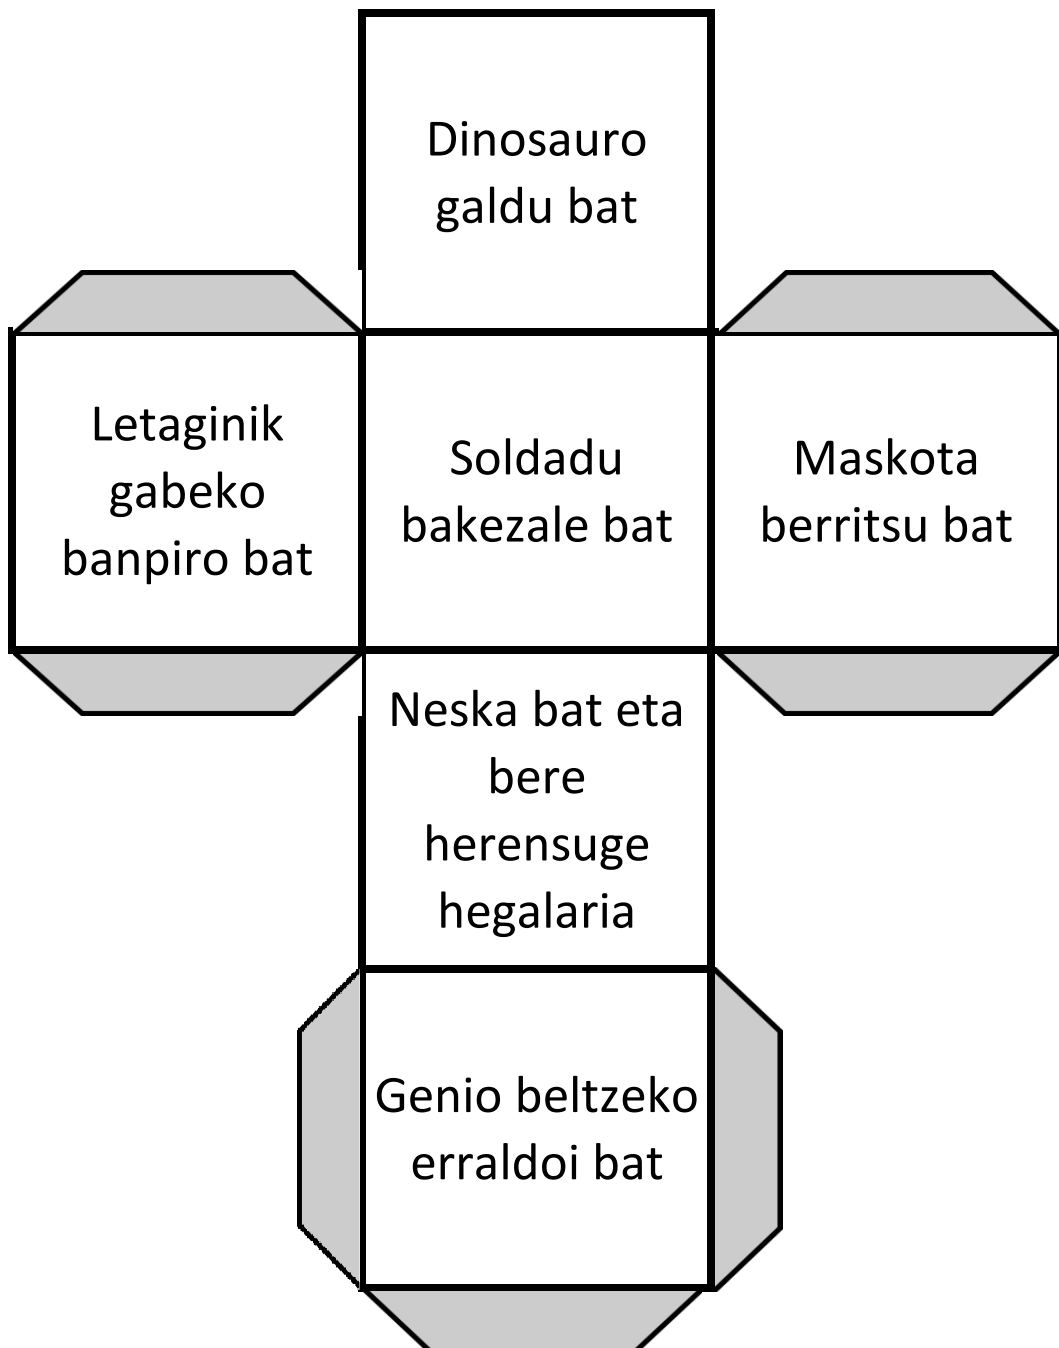 Dinosauro
galdu bat
Letaginik
gabeko
banpiro bat
Soldadu
bakezale bat
Maskota
berritsu bat
Neska bat eta
bere
herensuge
hegalaria
Genio beltzeko
erraldoi bat